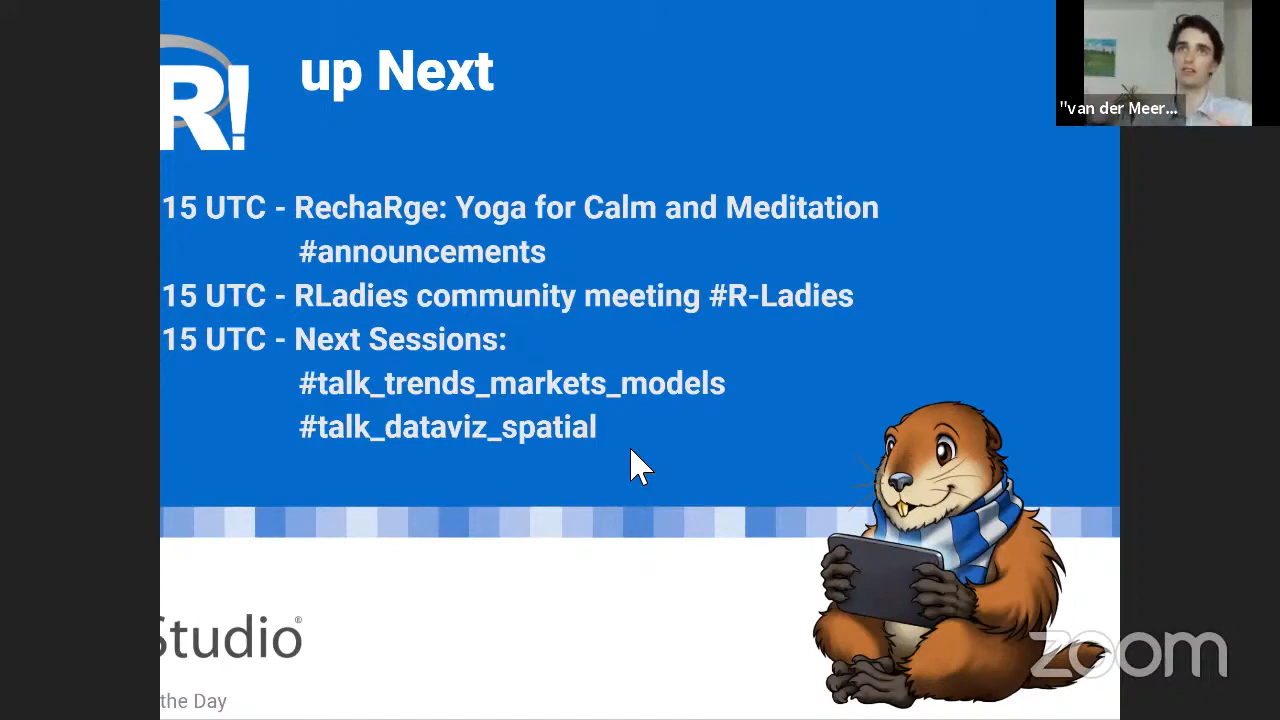 R!
up Next
"van der Meer...
15 UTC - RechaRge: Yoga for Calm and Meditation
#announcements
15 UTC - RLadies community meeting #R-Ladies
15 UTC - Next Sessions:
#talk_trends_markets_models
#talk_dataviz_spatial
Studio®
the Day
zoom